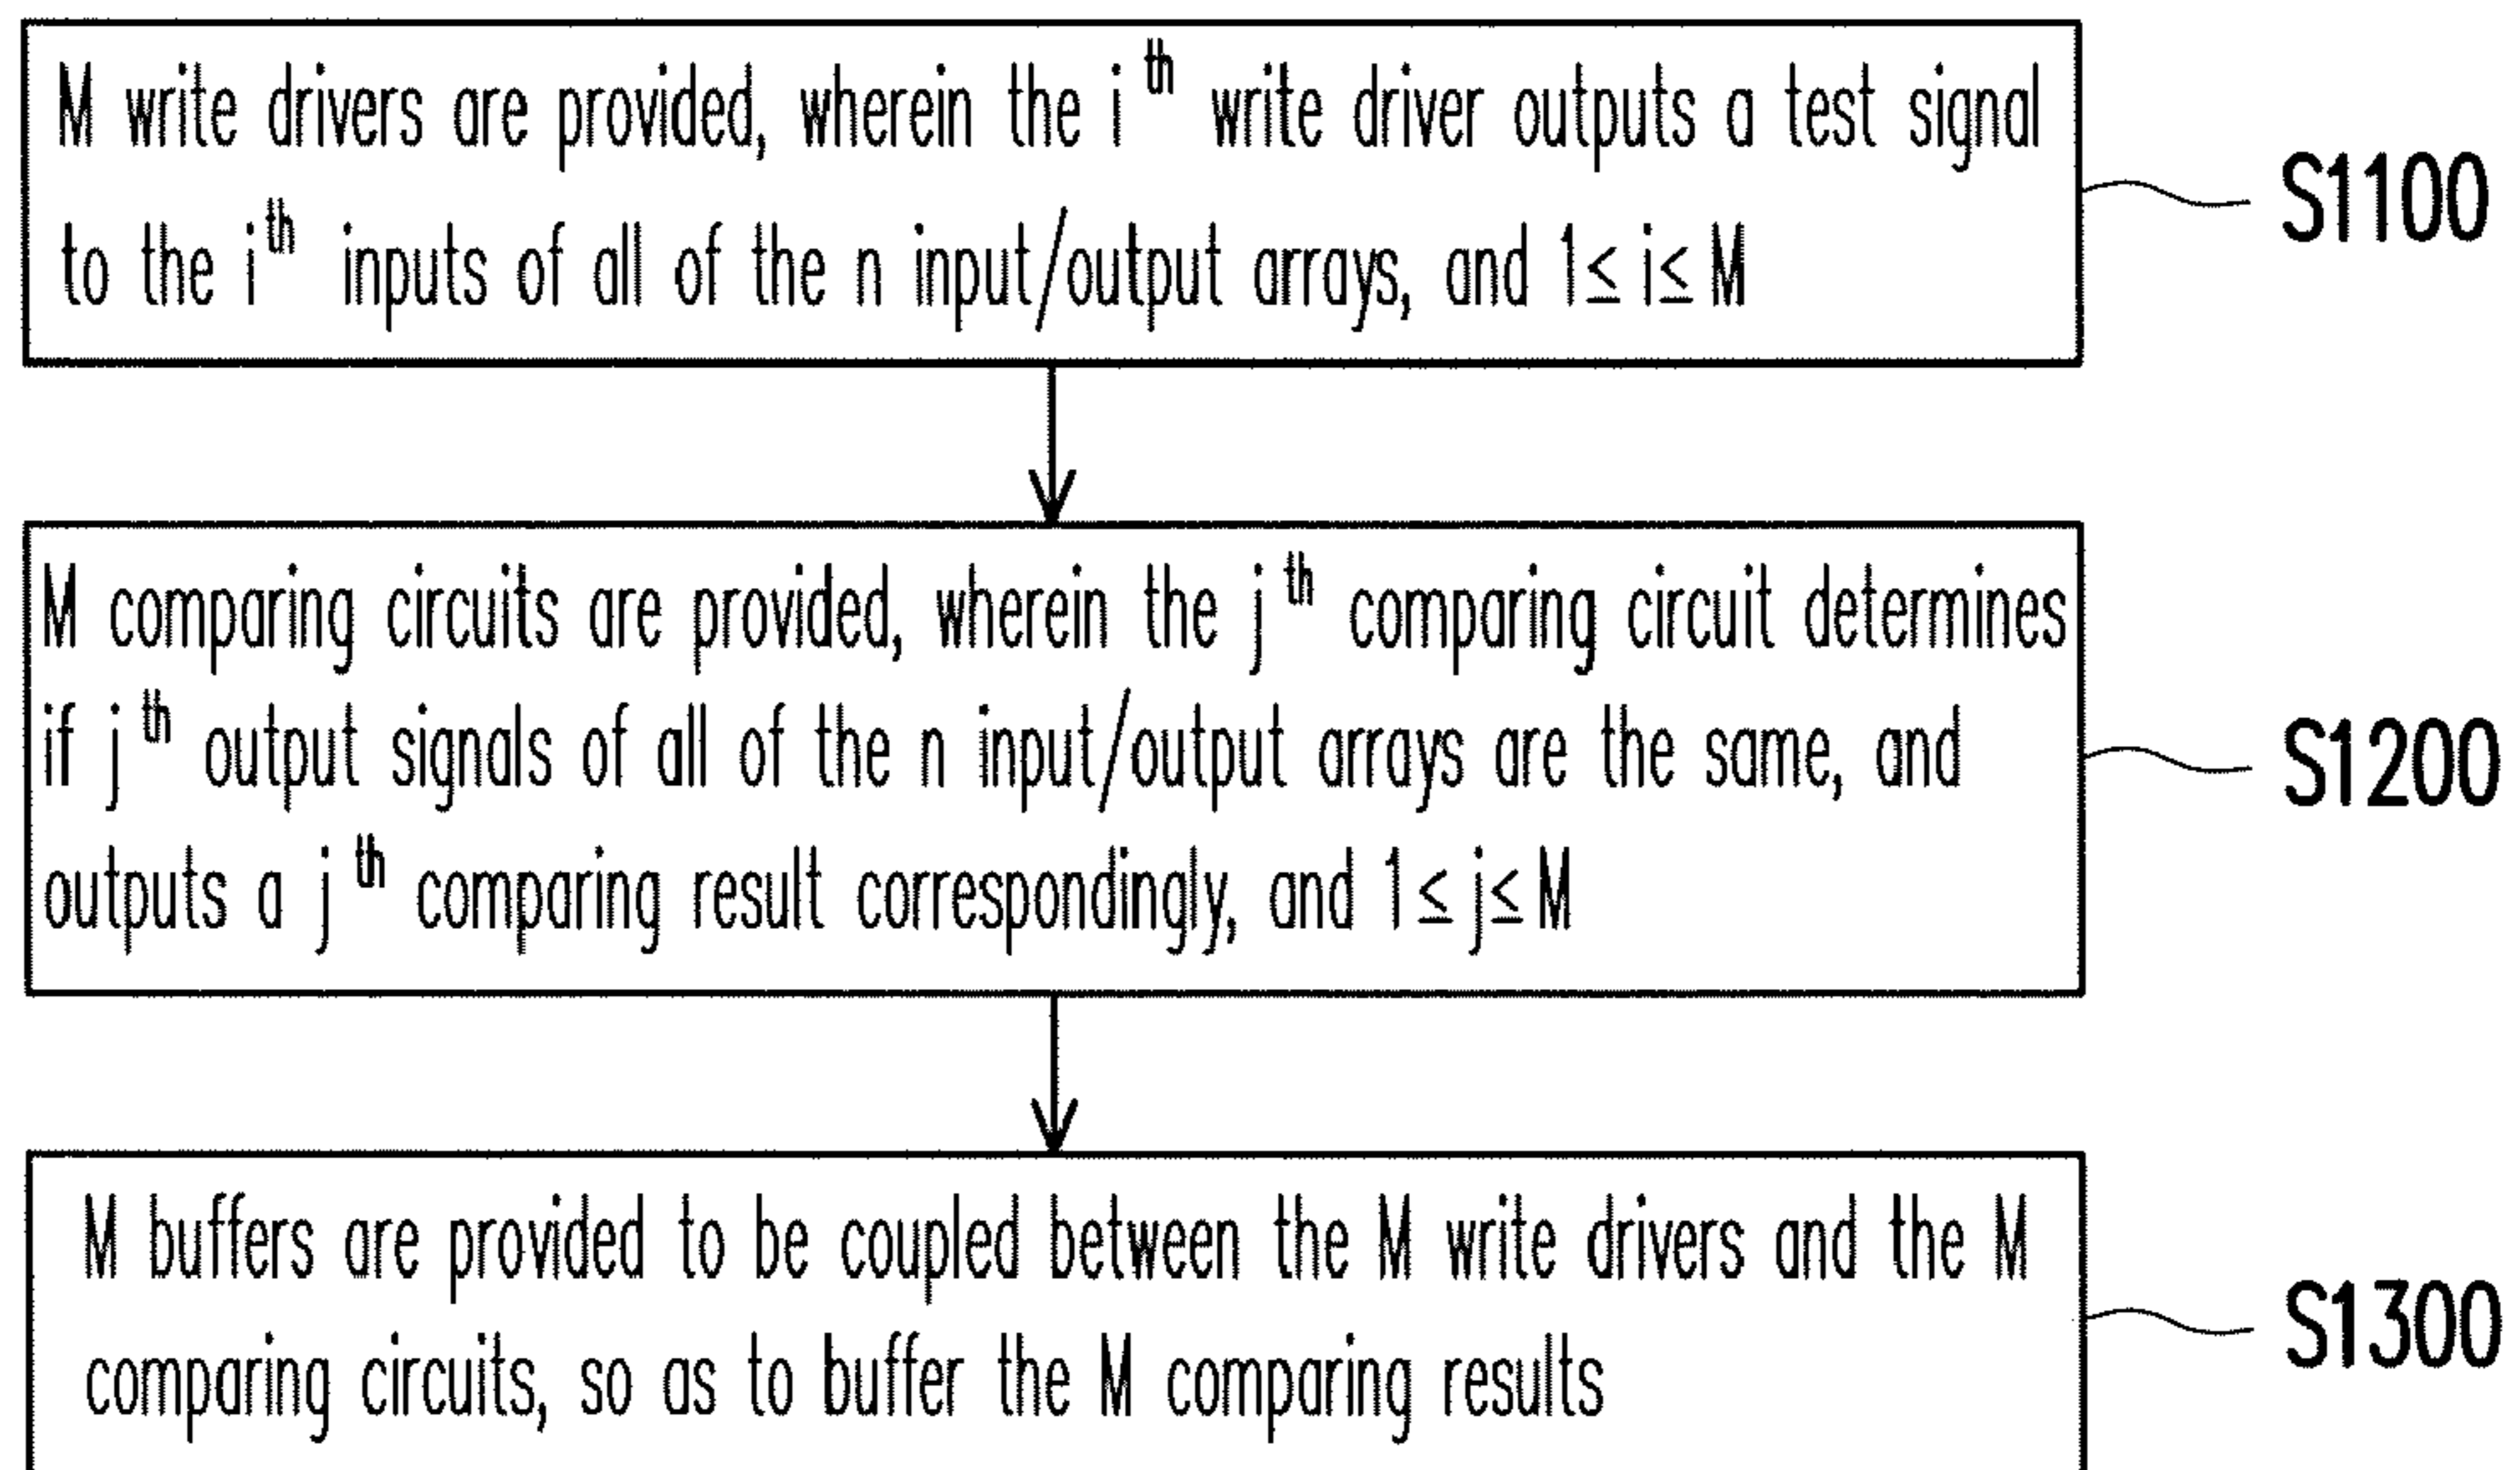 M write drivers are provided, wherein the i th write driver outputs a test signal
to the i th inputs of all of the n input/output arrays, and 1≤ i≤ M
S1100
M comparing circuits are provided, wherein the j th comparing circuit determines
if j th output signals of all of the n input/output arrays are the same, and
outputs a j th comparing result correspondingly, and 1≤ j≤ M
S1200
M buffers are provided to be coupled between the M write drivers and the M
comparing circuits, so as to buffer the M comparing results
S1300